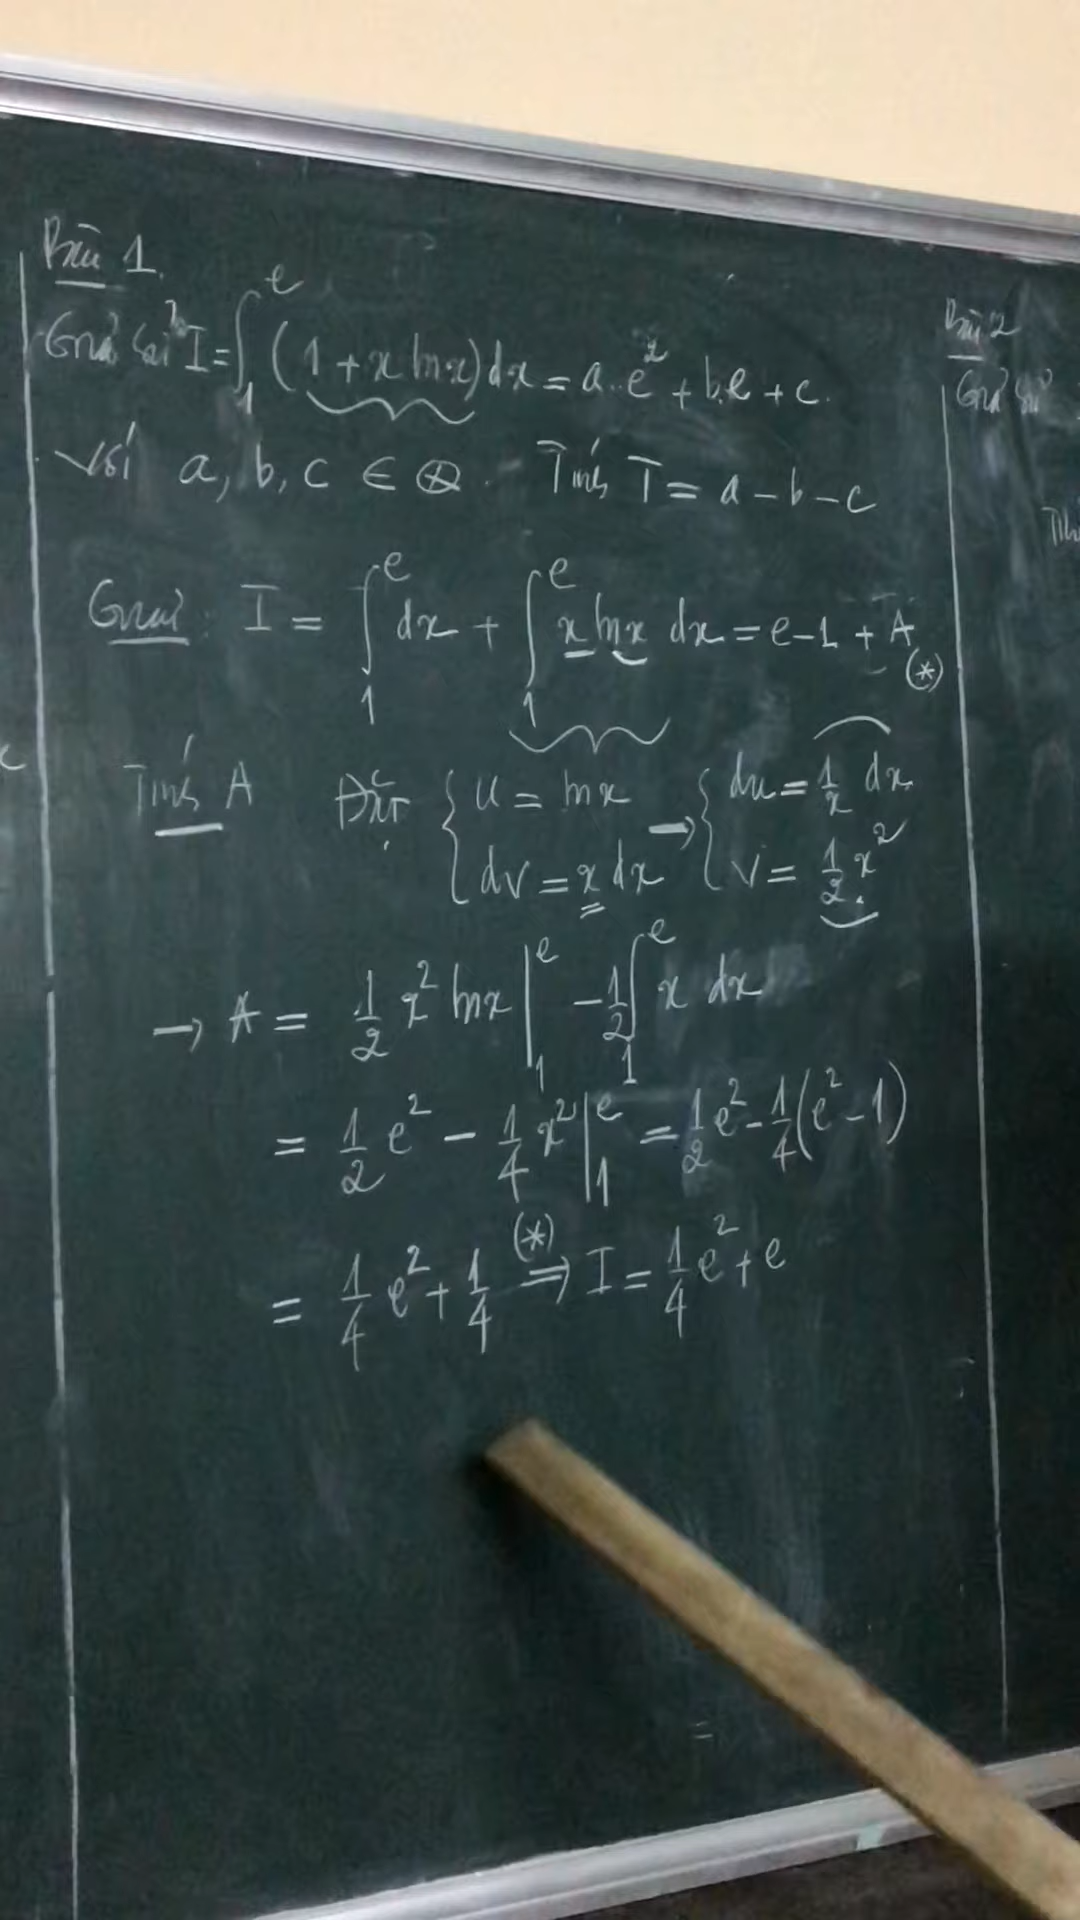 Bài 1.
Giả sử I = ∫₁ᵉ (1 + x lnx) dx = a.e² + b.e + c.
Với a, b, c ∈ Q. Tính T = a - b - c
Giải: I = ∫₁ᵉ dx + ∫₁ᵉ x lnx dx = e - 1 + A (*)
Tính A Đặt { u = lnx → { du = 1/x dx
dv = x dx v = 1/2 x²
→ A = 1/2 x² lnx |₁ᵉ - 1/2 ∫₁ᵉ x dx
= 1/2 e² - 1/4 x² |₁ᵉ = 1/2 e² - 1/4 (e² - 1)
= 1/4 e² + 1/4 (*) ⇒ I = 1/4 e² + e
=
Bài 2
Giả sử